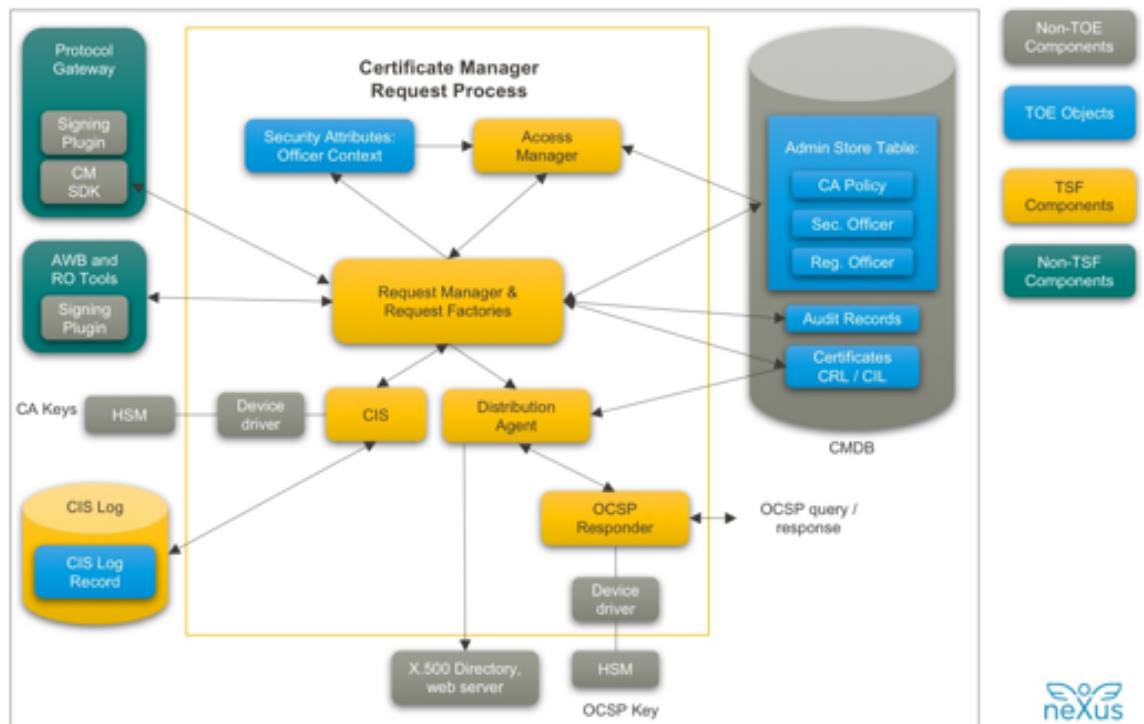 Protocol
Gateway
Signing
Plugin
CM
SDK
AWB and
RO Tools
Signing
Plugin
Certificate Manager
Request Process
Security Attributes:
Officer Context
Access
Manager
Request Manager &
Request Factories
CA Keys
HSM
Device
driver
CIS
Distribution
Agent
CIS Log
CIS Log
Record
OCSP
Responder
OCSP query /
response
Device
driver
X.500 Directory,
web server
HSM
OCSP Key
Admin Store Table:
CA Policy
Sec. Officer
Reg. Officer
Audit Records
Certificates
CRL / CIL
CMDB
Non-TOE
Components
TOE Objects
TSF
Components
Non-TSF
Components
neXus